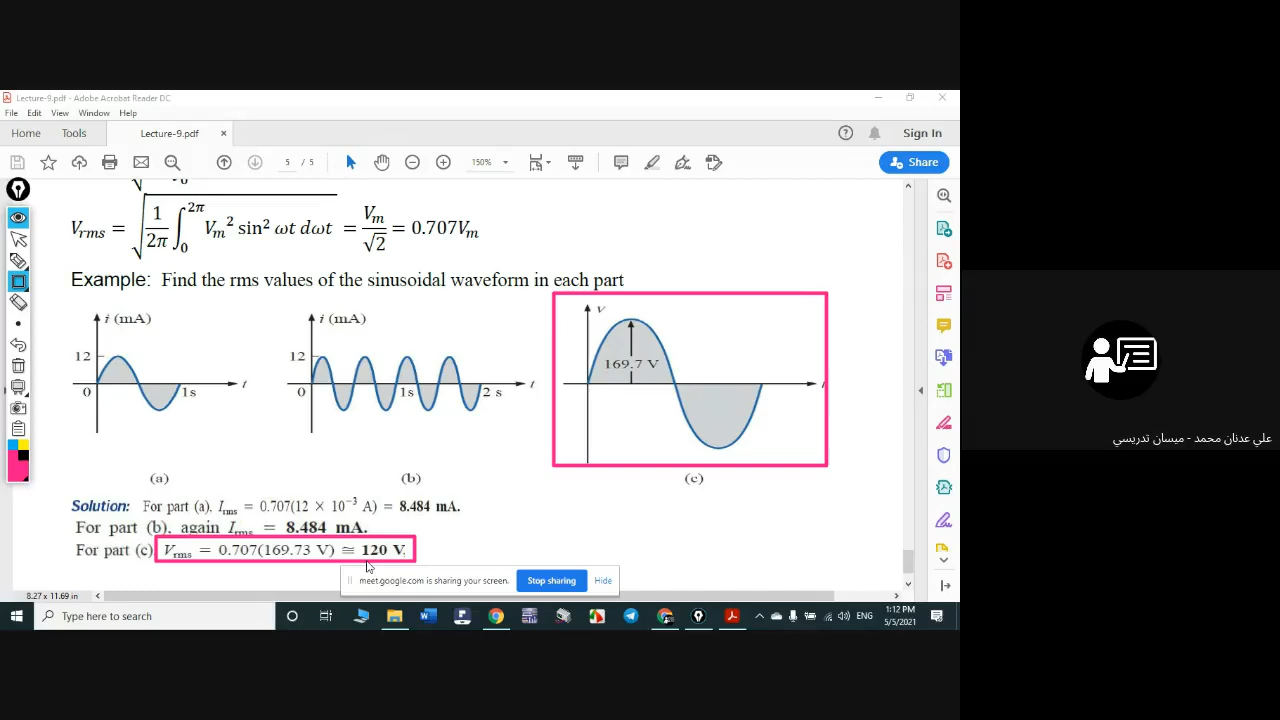 Lecture-9.pdf - Adobe Acrobat Reader DC
File Edit View Window Help
Home Tools Lecture-9.pdf × Sign In
5 / 5 150% Share
V_rms = √(1/2π ∫₀^2π V_m² sin² ωt dωt) = V_m/√2 = 0.707V_m
Example: Find the rms values of the sinusoidal waveform in each part
i (mA) i (mA) v
12 12 169.7 V
0 1s t 0 1s 2 s t
(a) (b) (c)
Solution: For part (a), I_rms = 0.707(12 × 10⁻³ A) = 8.484 mA.
For part (b), again I_rms = 8.484 mA.
For part (c) V_rms = 0.707(169.73 V) ≅ 120 V
meet.google.com is sharing your screen. Stop sharing Hide
8.27 x 11.69 in
Type here to search
ENG 1:12 PM
5/5/2021
علي عدنان محمد - ميسان تدريسي